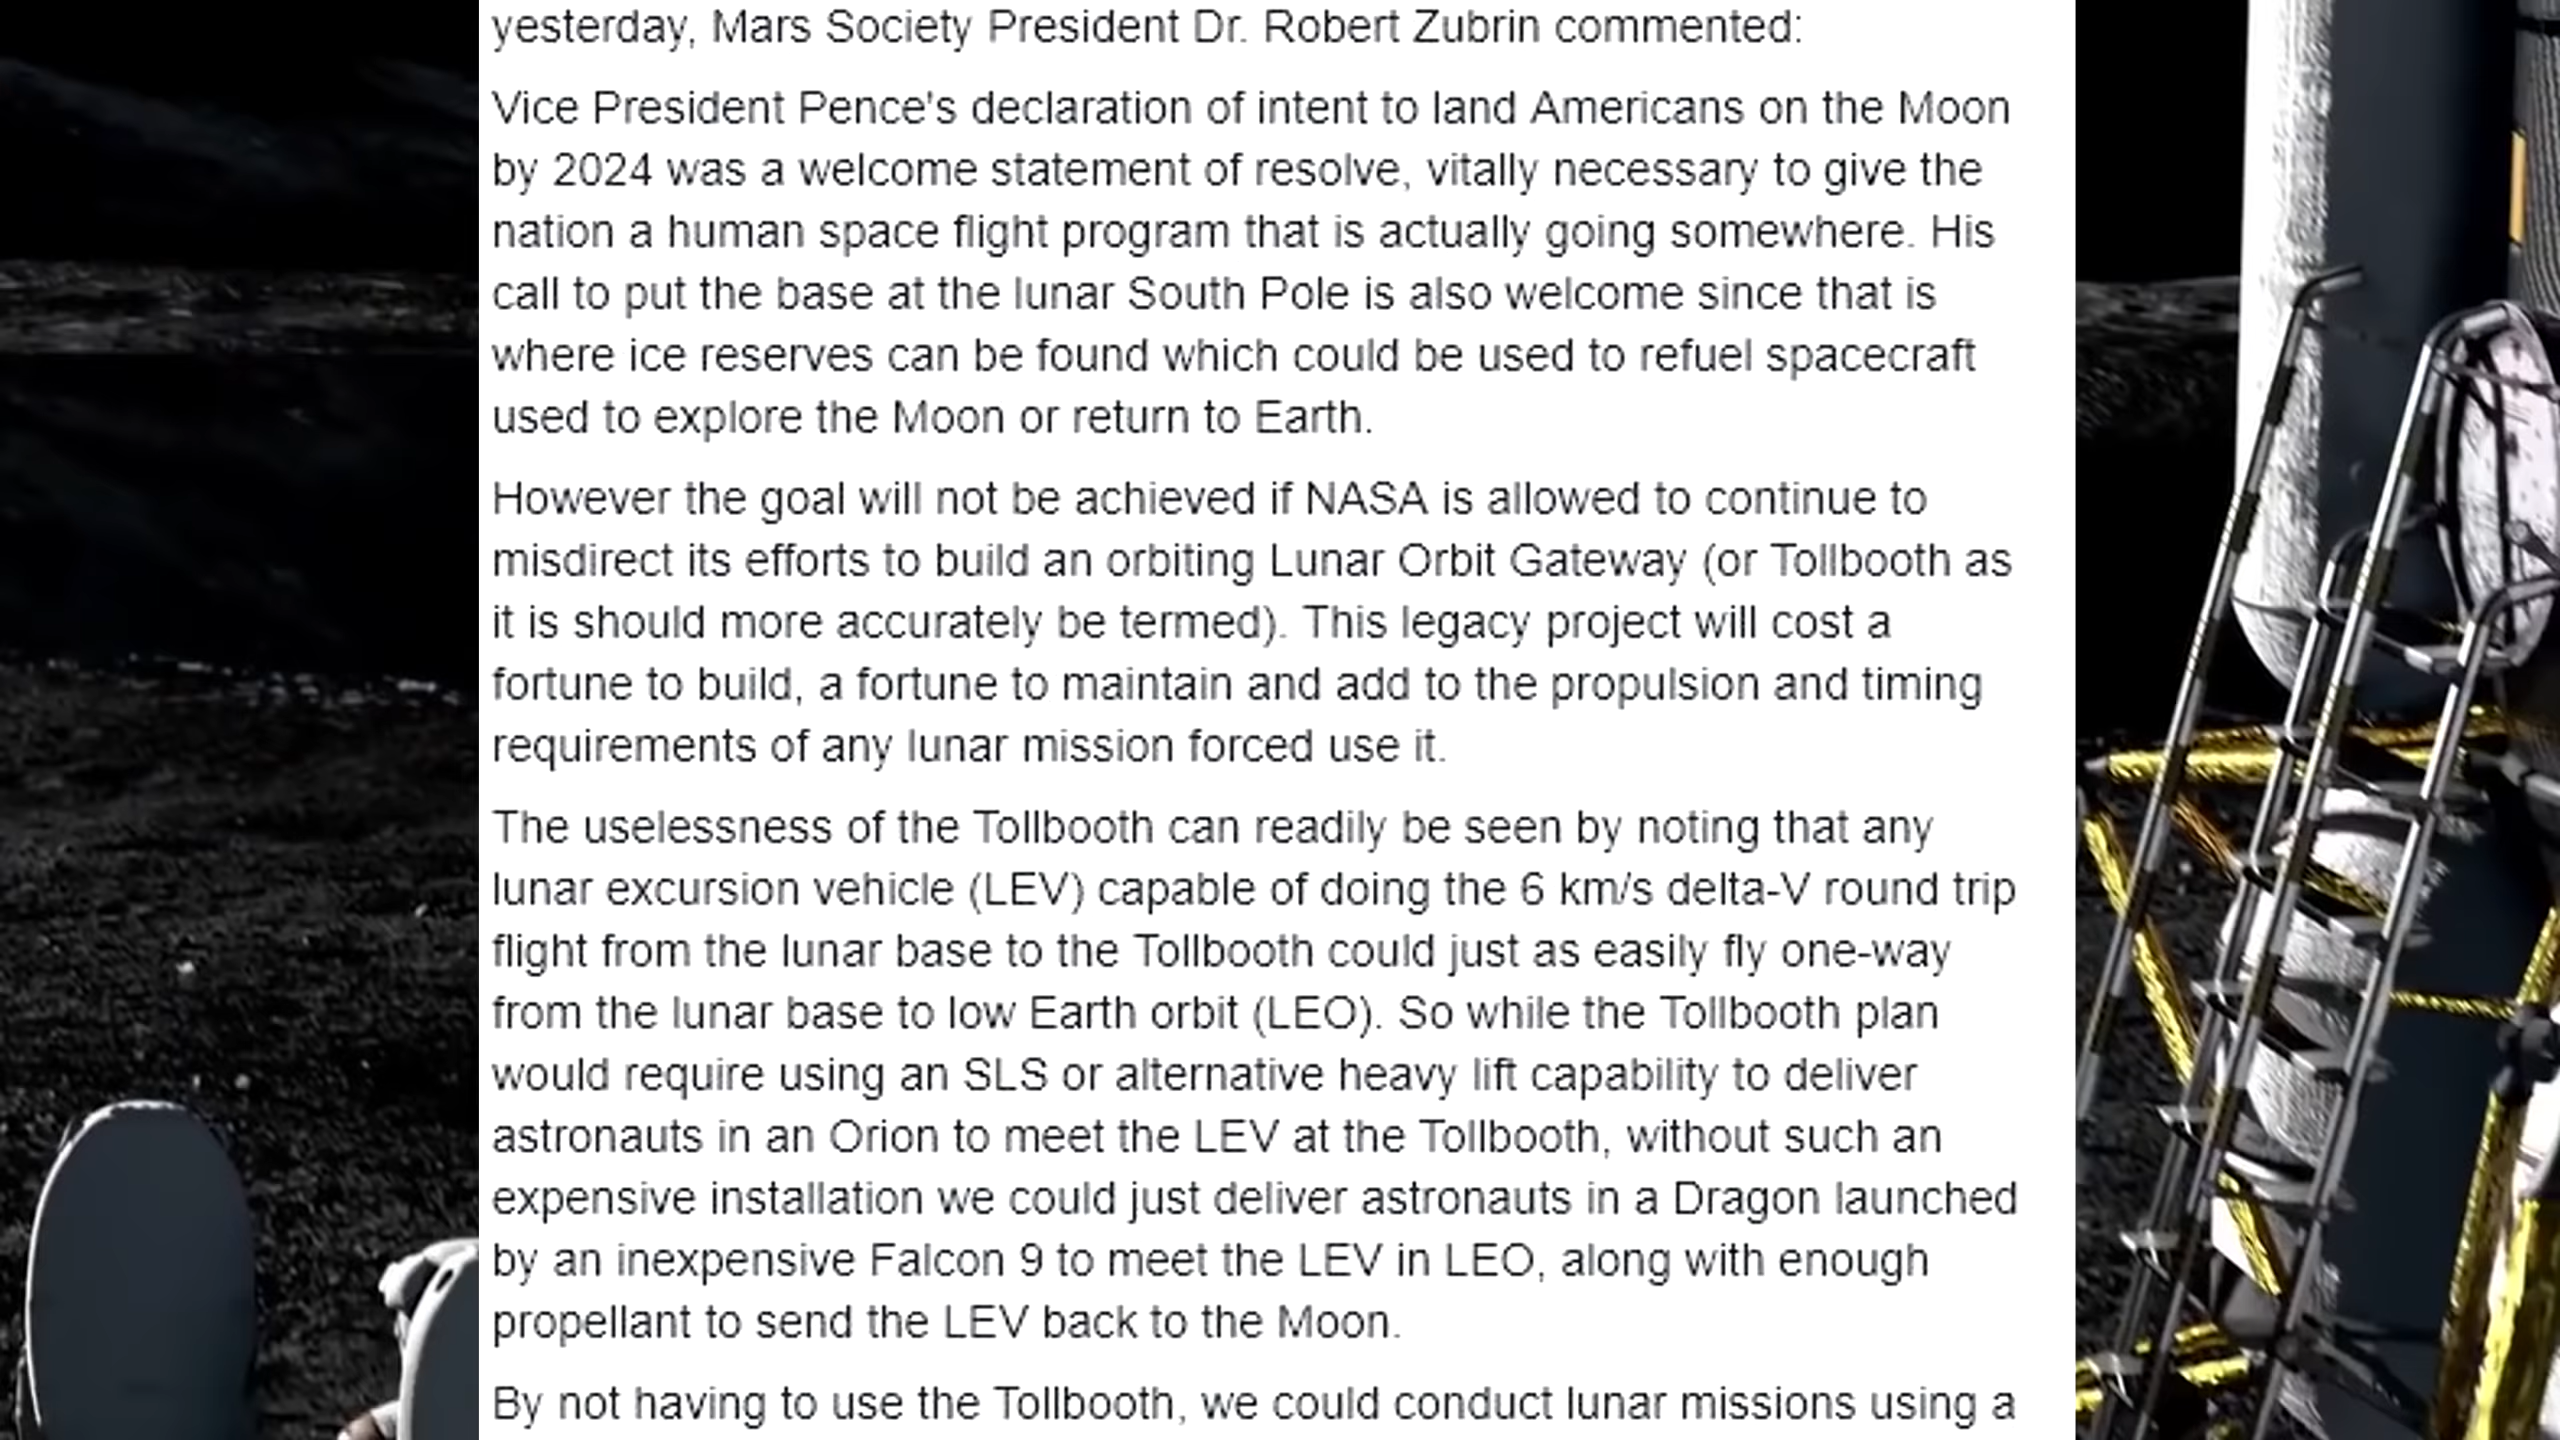 yesterday, Mars Society President Dr. Robert Zubrin commented:
Vice President Pence's declaration of intent to land Americans on the Moon
by 2024 was a welcome statement of resolve, vitally necessary to give the
nation a human space flight program that is actually going somewhere. His
call to put the base at the lunar South Pole is also welcome since that is
where ice reserves can be found which could be used to refuel spacecraft
used to explore the Moon or return to Earth.
However the goal will not be achieved if NASA is allowed to continue to
misdirect its efforts to build an orbiting Lunar Orbit Gateway (or Tollbooth as
it is should more accurately be termed). This legacy project will cost a
fortune to build, a fortune to maintain and add to the propulsion and timing
requirements of any lunar mission forced use it.
The uselessness of the Tollbooth can readily be seen by noting that any
lunar excursion vehicle (LEV) capable of doing the 6 km/s delta-V round trip
flight from the lunar base to the Tollbooth could just as easily fly one-way
from the lunar base to low Earth orbit (LEO). So while the Tollbooth plan
would require using an SLS or alternative heavy lift capability to deliver
astronauts in an Orion to meet the LEV at the Tollbooth, without such an
expensive installation we could just deliver astronauts in a Dragon launched
by an inexpensive Falcon 9 to meet the LEV in LEO, along with enough
propellant to send the LEV back to the Moon.
By not having to use the Tollbooth, we could conduct lunar missions using a